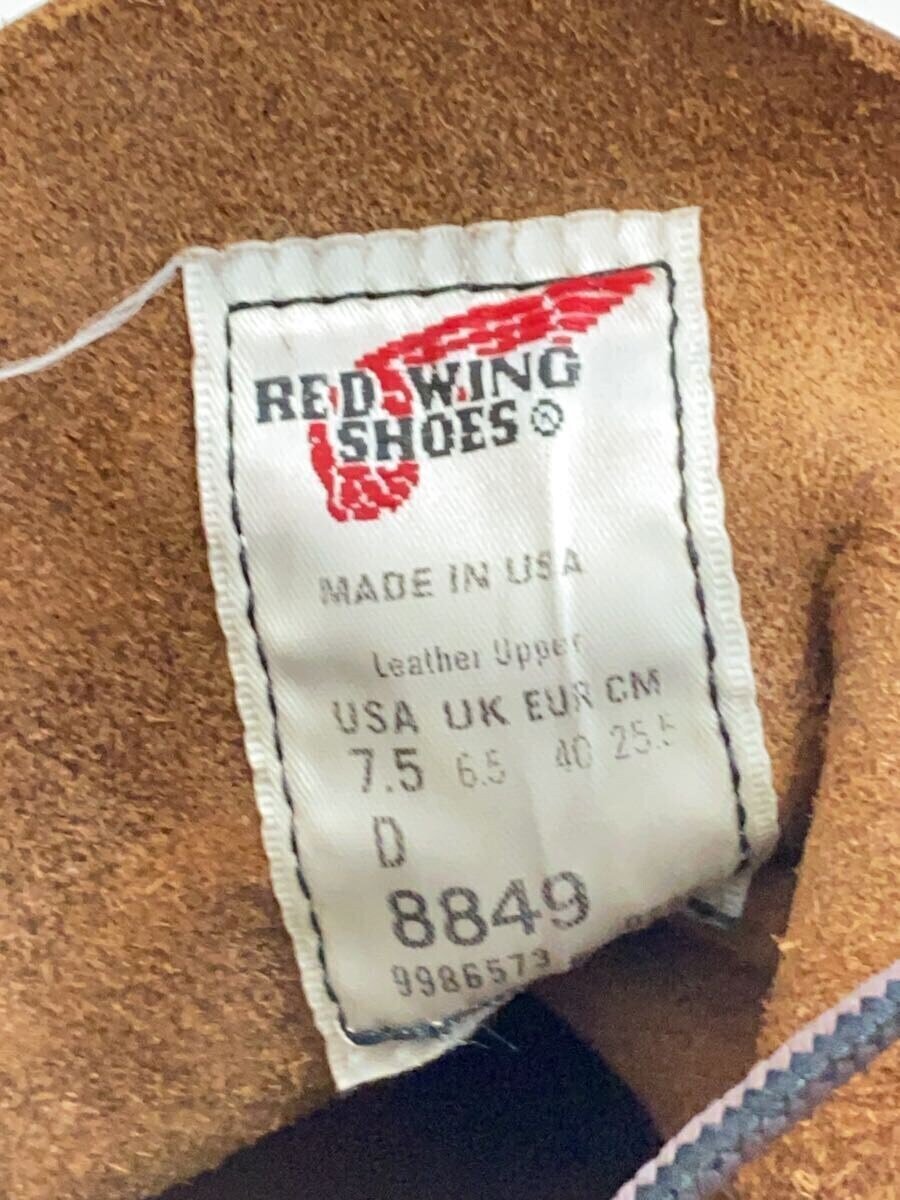 RED WING
SHOES ®
MADE IN USA
Leather Upper
USA UK EUR CM
7.5 6.5 40 25.5
D
8849
9986573